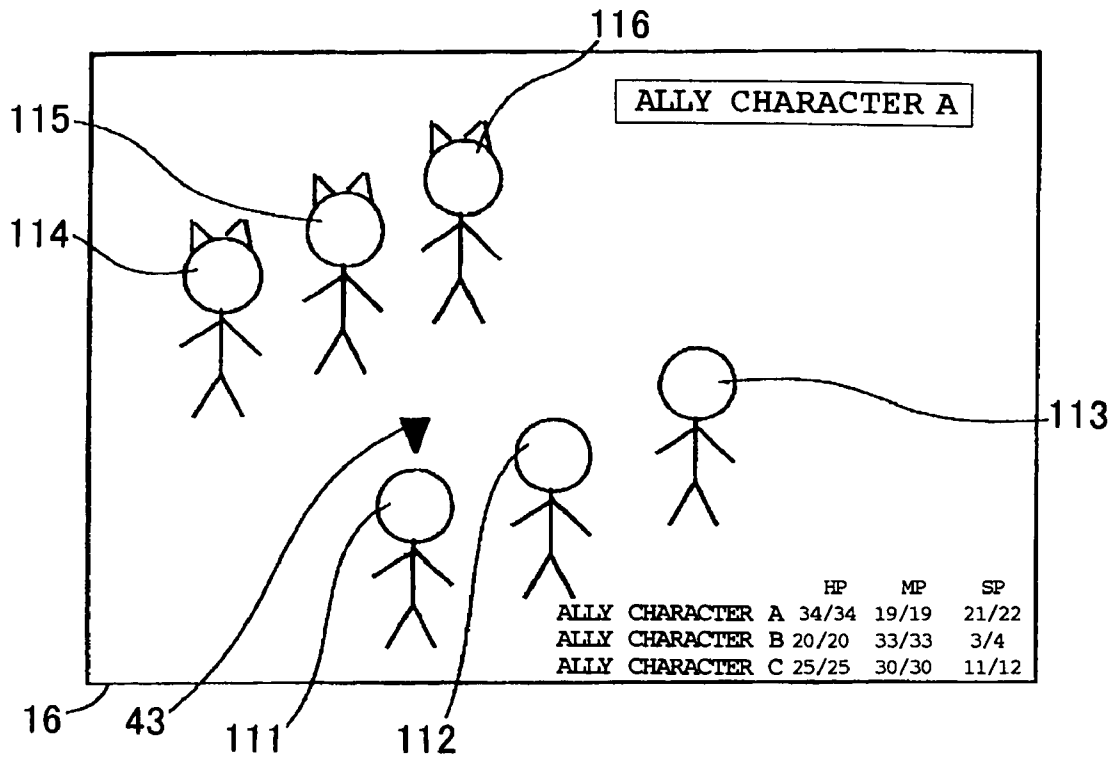 116
ALLY CHARACTER A
115
114
113
HP MP SP
ALLY CHARACTER A 34/34 19/19 21/22
ALLY CHARACTER B 20/20 33/33 3/4
ALLY CHARACTER C 25/25 30/30 11/12
16 43 111 112